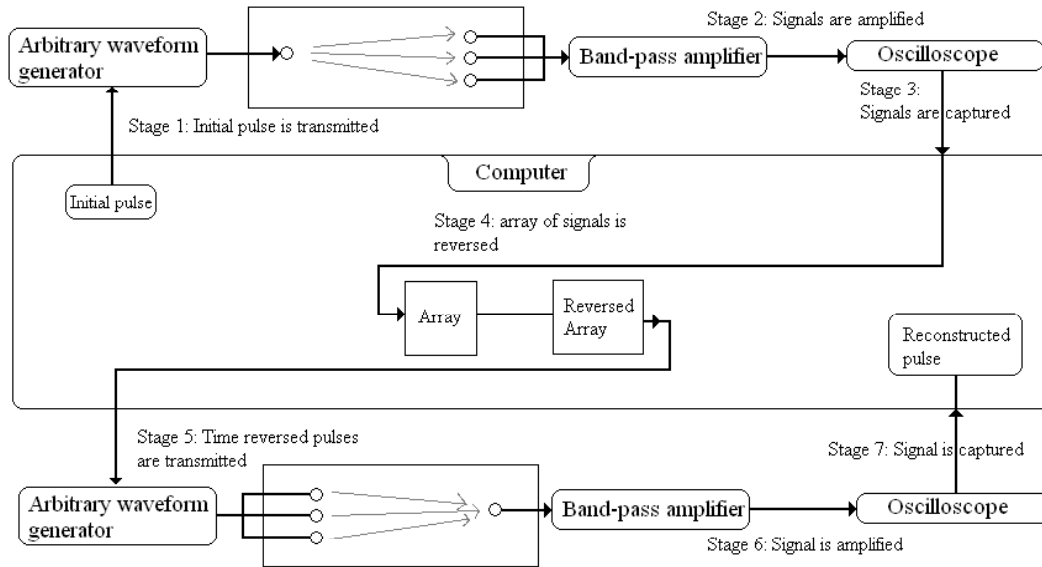 Arbitrary waveform
generator
Stage 2: Signals are amplified
Band-pass amplifier
Oscilloscope
Stage 1: Initial pulse is transmitted
Stage 3:
Signals are captured
Computer
Initial pulse
Stage 4: array of signals is
reversed
Array
Reversed
Array
Reconstructed
pulse
Stage 5: Time reversed pulses
are transmitted
Stage 7: Signal is captured
Arbitrary waveform
generator
Band-pass amplifier
Oscilloscope
Stage 6: Signal is amplified